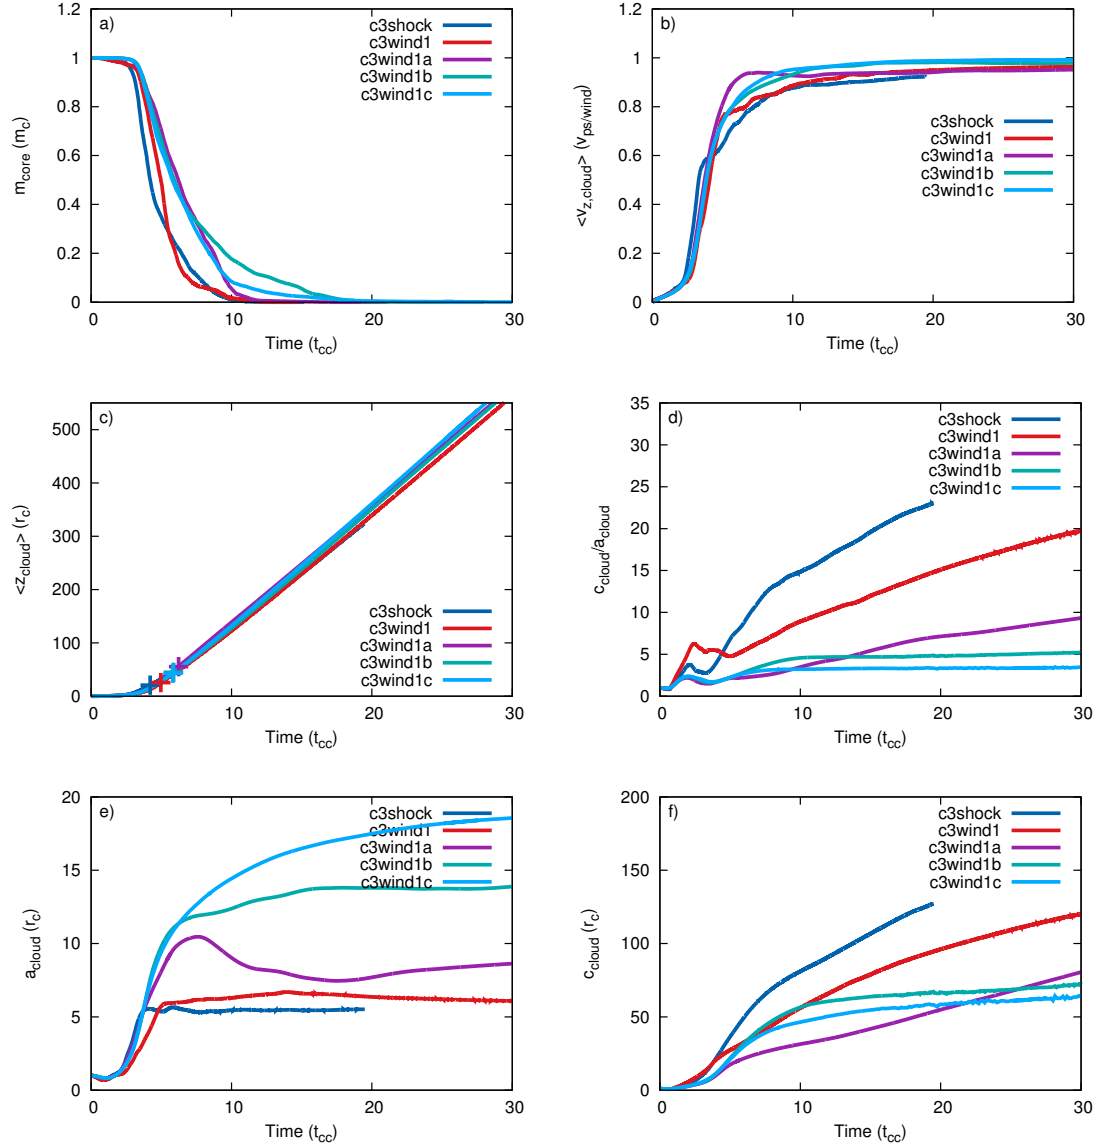 a)
1.2
1
0.8
0.6
0.4
0.2
0
m_core (m_c)
c3shock
c3wind1
c3wind1a
c3wind1b
c3wind1c
0 10 20 30
Time (t_cc)
b)
1.2
1
0.8
0.6
0.4
0.2
0
<v_z,cloud> (v_ps/wind)
c3shock
c3wind1
c3wind1a
c3wind1b
c3wind1c
0 10 20 30
Time (t_cc)
c)
500
400
300
200
100
0
<z_cloud> (r_c)
c3shock
c3wind1
c3wind1a
c3wind1b
c3wind1c
0 10 20 30
Time (t_cc)
d)
35
30
25
20
15
10
5
0
c_cloud/a_cloud
c3shock
c3wind1
c3wind1a
c3wind1b
c3wind1c
0 10 20 30
Time (t_cc)
e)
20
15
10
5
0
a_cloud (r_c)
c3shock
c3wind1
c3wind1a
c3wind1b
c3wind1c
0 10 20 30
Time (t_cc)
f)
200
150
100
50
0
c_cloud (r_c)
c3shock
c3wind1
c3wind1a
c3wind1b
c3wind1c
0 10 20 30
Time (t_cc)